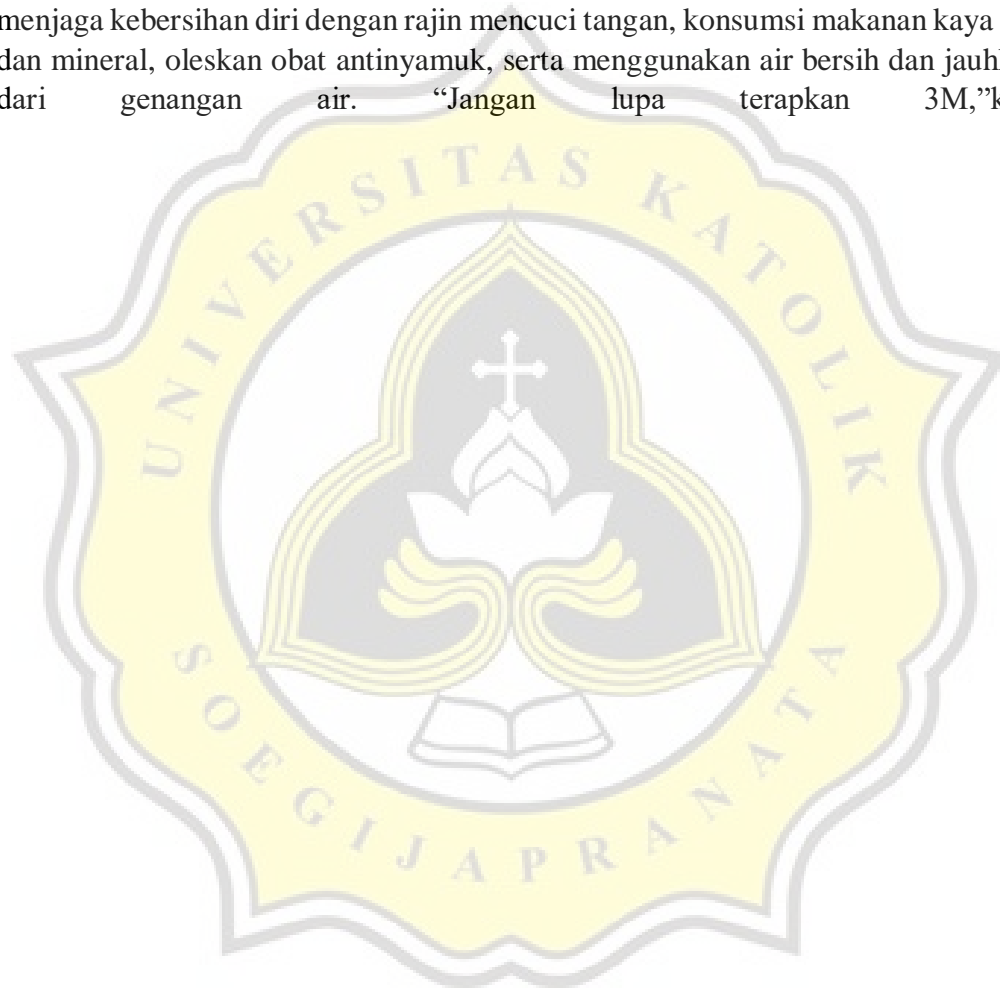 menjaga kebersihan diri dengan rajin mencuci tangan, konsumsi makanan kaya
dan mineral, oleskan obat antinyamuk, serta menggunakan air bersih dan jauhl
dari genangan air. “Jangan lupa terapkan 3M,”k
UNIVERSITAS KATOLIK
SOEGIJAPRANATA